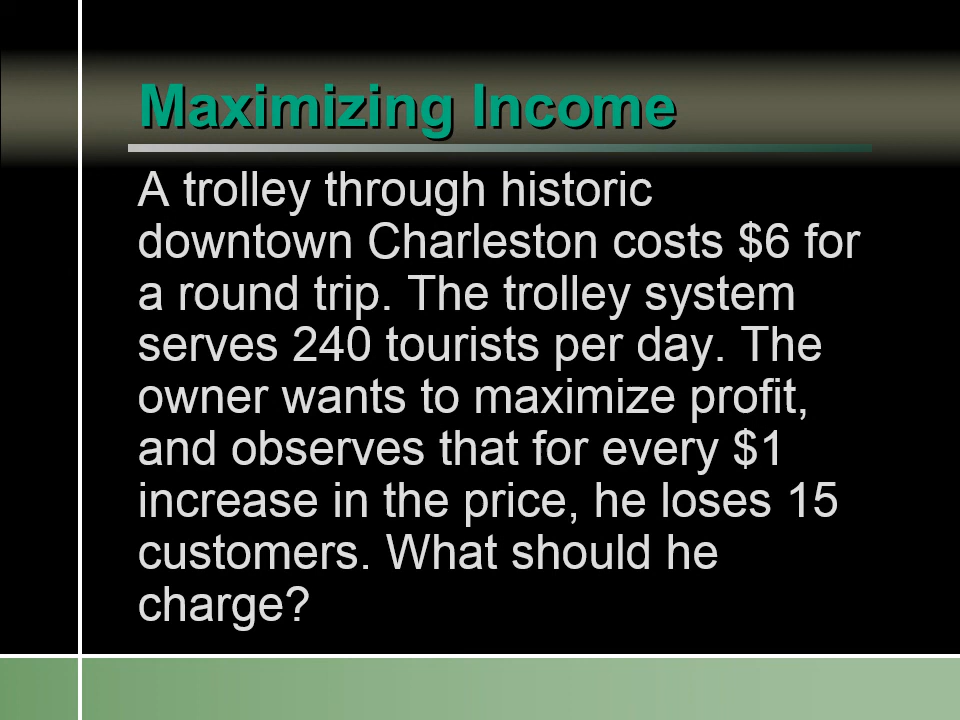 Maximizing Income
A trolley through historic
downtown Charleston costs $6 for
a round trip. The trolley system
serves 240 tourists per day. The
owner wants to maximize profit,
and observes that for every $1
increase in the price, he loses 15
customers. What should he
charge?